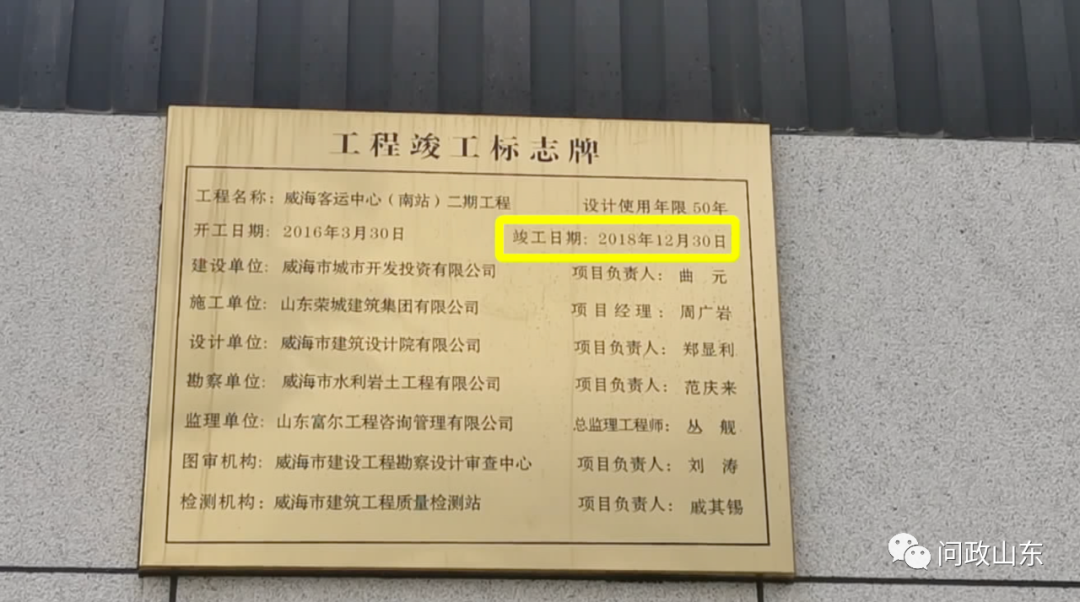 工程竣工标志牌
工程名称：威海客运中心（南站）二期工程 设计使用年限50年
开工日期：2016年3月30日 竣工日期：2018年12月30日
建设单位：威海市城市开发投资有限公司 项目负责人：曲 元
施工单位：山东荣城建筑集团有限公司 项目经理：周广岩
设计单位：威海市建筑设计院有限公司 项目负责人：郑显利
勘察单位：威海市水利岩土工程有限公司 项目负责人：范庆来
监理单位：山东富尔工程咨询管理有限公司 总监理工程师：丛 舰
图审机构：威海市建设工程勘察设计审查中心 项目负责人：刘 涛
检测机构：威海市建筑工程质量检测站 项目负责人：戚其锡
问政山东